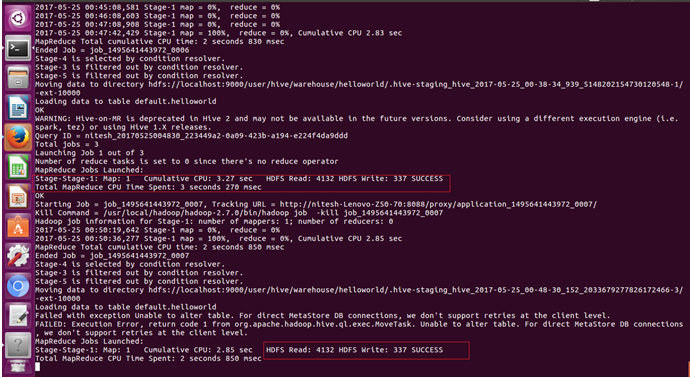 2017-05-25 00:45:08,581 Stage-1 map = 0%,  reduce = 0%
2017-05-25 00:46:08,603 Stage-1 map = 0%,  reduce = 0%
2017-05-25 00:47:08,908 Stage-1 map = 0%,  reduce = 0%
2017-05-25 00:47:42,429 Stage-1 map = 100%,  reduce = 0%, Cumulative CPU 2.83 sec
MapReduce Total cumulative CPU time: 2 seconds 830 msec
Ended Job = job_1495641443972_0006
Stage-4 is selected by condition resolver.
Stage-3 is filtered out by condition resolver.
Stage-5 is filtered out by condition resolver.
Moving data to directory hdfs://localhost:9000/user/hive/warehouse/helloworld/.hive-staging_hive_2017-05-25_00-38-34_939_5148202154730120548-1/
-ext-10000
Loading data to table default.helloworld
OK
WARNING: Hive-on-MR is deprecated in Hive 2 and may not be available in the future versions. Consider using a different execution engine (i.e.
spark, tez) or using Hive 1.X releases.
Query ID = nitesh_20170525004830_223449a2-0a09-423b-a194-e224f4da9ddd
Total jobs = 3
Launching Job 1 out of 3
Number of reduce tasks is set to 0 since there's no reduce operator
MapReduce Jobs Launched:
Stage-Stage-1: Map: 1   Cumulative CPU: 3.27 sec   HDFS Read: 4132 HDFS Write: 337 SUCCESS
Total MapReduce CPU Time Spent: 3 seconds 270 msec
OK
Starting Job = job_1495641443972_0007, Tracking URL = http://nitesh-Lenovo-Z50-70:8088/proxy/application_1495641443972_0007/
Kill Command = /usr/local/hadoop/hadoop-2.7.0/bin/hadoop job  -kill job_1495641443972_0007
Hadoop job information for Stage-1: number of mappers: 1; number of reducers: 0
2017-05-25 00:50:19,642 Stage-1 map = 0%,  reduce = 0%
2017-05-25 00:50:36,277 Stage-1 map = 100%,  reduce = 0%, Cumulative CPU 2.85 sec
MapReduce Total cumulative CPU time: 2 seconds 850 msec
Ended Job = job_1495641443972_0007
Stage-4 is selected by condition resolver.
Stage-3 is filtered out by condition resolver.
Stage-5 is filtered out by condition resolver.
Moving data to directory hdfs://localhost:9000/user/hive/warehouse/helloworld/.hive-staging_hive_2017-05-25_00-48-30_152_2033679277826172466-3/
-ext-10000
Loading data to table default.helloworld
Failed with exception Unable to alter table. For direct MetaStore DB connections, we don't support retries at the client level.
FAILED: Execution Error, return code 1 from org.apache.hadoop.hive.ql.exec.MoveTask. Unable to alter table. For direct MetaStore DB connections
, we don't support retries at the client level.
MapReduce Jobs Launched:
Stage-Stage-1: Map: 1   Cumulative CPU: 2.85 sec   HDFS Read: 4132 HDFS Write: 337 SUCCESS
Total MapReduce CPU Time Spent: 2 seconds 850 msec